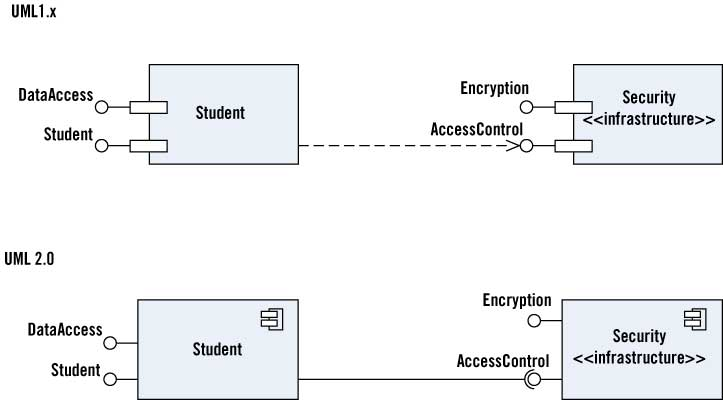 UML1.x
DataAccess
Student
Student
Encryption
AccessControl
Security
<<infrastructure>>
UML 2.0
DataAccess
Student
Student
Encryption
AccessControl
Security
<<infrastructure>>